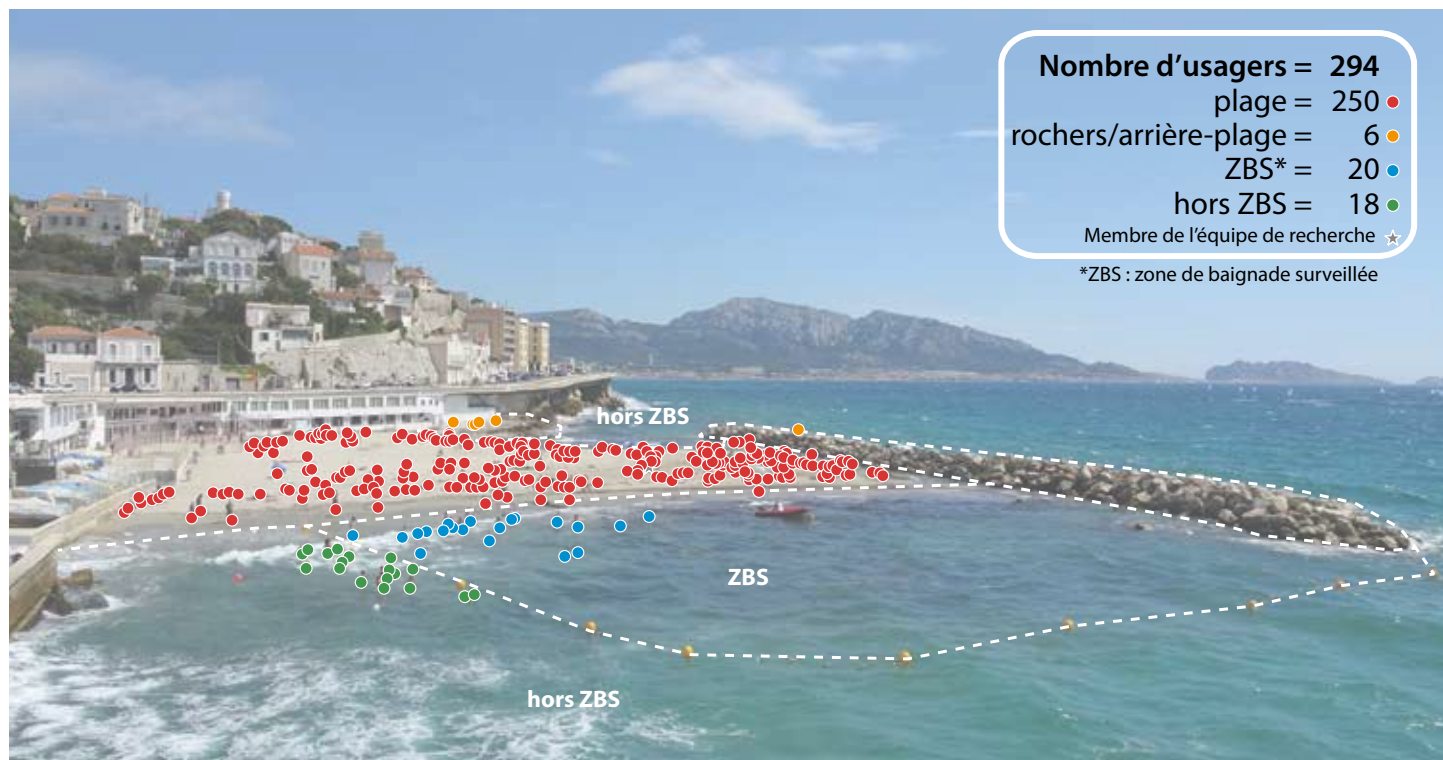 Nombre d'usagers = 294
plage = 250
rochers/arrière-plage = 6
ZBS* = 20
hors ZBS = 18
Membre de l'équipe de recherche
*ZBS : zone de baignade surveillée
hors ZBS
ZBS
hors ZBS